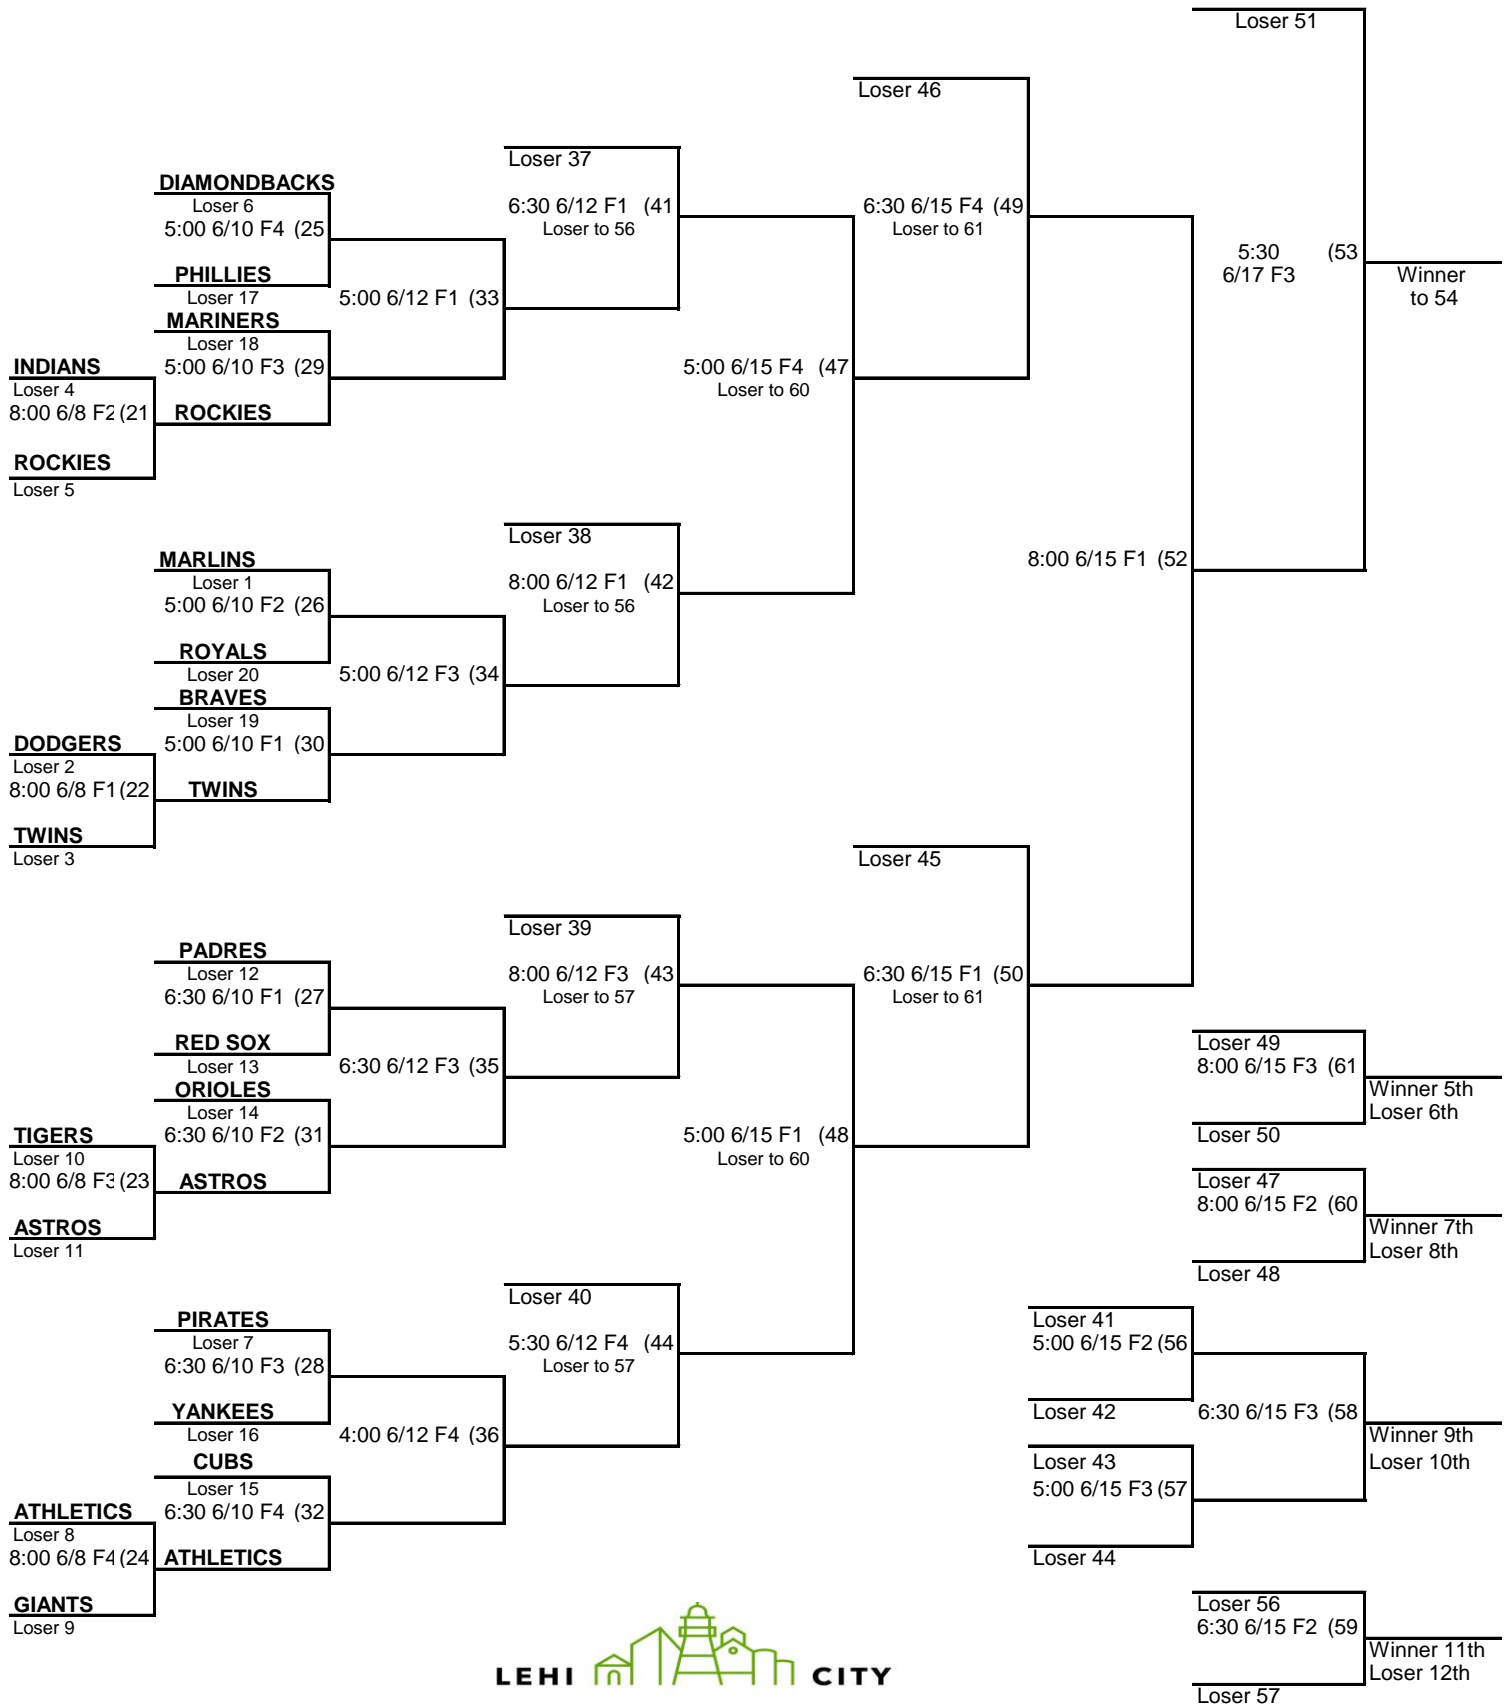 Loser 51
Loser 46
Loser 37
DIAMONDBACKS
Loser 6
5:00 6/10 F4 (25
6:30 6/12 F1 (41
Loser to 56
6:30 6/15 F4 (49
Loser to 61
5:30 (53
6/17 F3
Winner
to 54
PHILLIES
Loser 17
5:00 6/12 F1 (33
MARINERS
Loser 18
5:00 6/10 F3 (29
INDIANS
Loser 4
8:00 6/8 F2 (21
ROCKIES
5:00 6/15 F4 (47
Loser to 60
ROCKIES
Loser 5
Loser 38
MARLINS
Loser 1
5:00 6/10 F2 (26
8:00 6/12 F1 (42
Loser to 56
8:00 6/15 F1 (52
ROYALS
Loser 20
5:00 6/12 F3 (34
BRAVES
Loser 19
5:00 6/10 F1 (30
DODGERS
Loser 2
8:00 6/8 F1 (22
TWINS
TWINS
Loser 3
Loser 45
Loser 39
PADRES
Loser 12
6:30 6/10 F1 (27
8:00 6/12 F3 (43
Loser to 57
6:30 6/15 F1 (50
Loser to 61
RED SOX
Loser 13
6:30 6/12 F3 (35
ORIOLES
Loser 14
6:30 6/10 F2 (31
Loser 49
8:00 6/15 F3 (61
Winner 5th
Loser 6th
Loser 50
TIGERS
Loser 10
8:00 6/8 F3 (23
ASTROS
5:00 6/15 F1 (48
Loser to 60
Loser 47
8:00 6/15 F2 (60
Winner 7th
Loser 8th
Loser 48
ASTROS
Loser 11
Loser 40
PIRATES
Loser 7
6:30 6/10 F3 (28
5:30 6/12 F4 (44
Loser to 57
Loser 41
5:00 6/15 F2 (56
Loser 42
YANKEES
Loser 16
4:00 6/12 F4 (36
6:30 6/15 F3 (58
Winner 9th
Loser 10th
CUBS
Loser 15
6:30 6/10 F4 (32
Loser 43
5:00 6/15 F3 (57
Loser 44
ATHLETICS
Loser 8
8:00 6/8 F4 (24
ATHLETICS
GIANTS
Loser 9
Loser 56
6:30 6/15 F2 (59
Winner 11th
Loser 12th
Loser 57
LEHI CITY